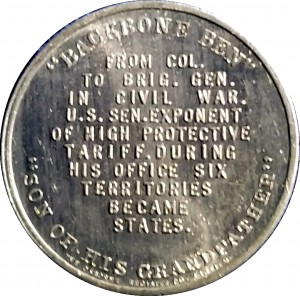 "BACKBONE BEN"
FROM COL.
TO BRIG. GEN.
IN CIVIL WAR.
U.S. SEN. EXPONENT
OF HIGH PROTECTIVE
TARIFF. DURING
HIS OFFICE SIX
TERRITORIES
BECAME
STATES.
"SON OF HIS GRANDFATHER"